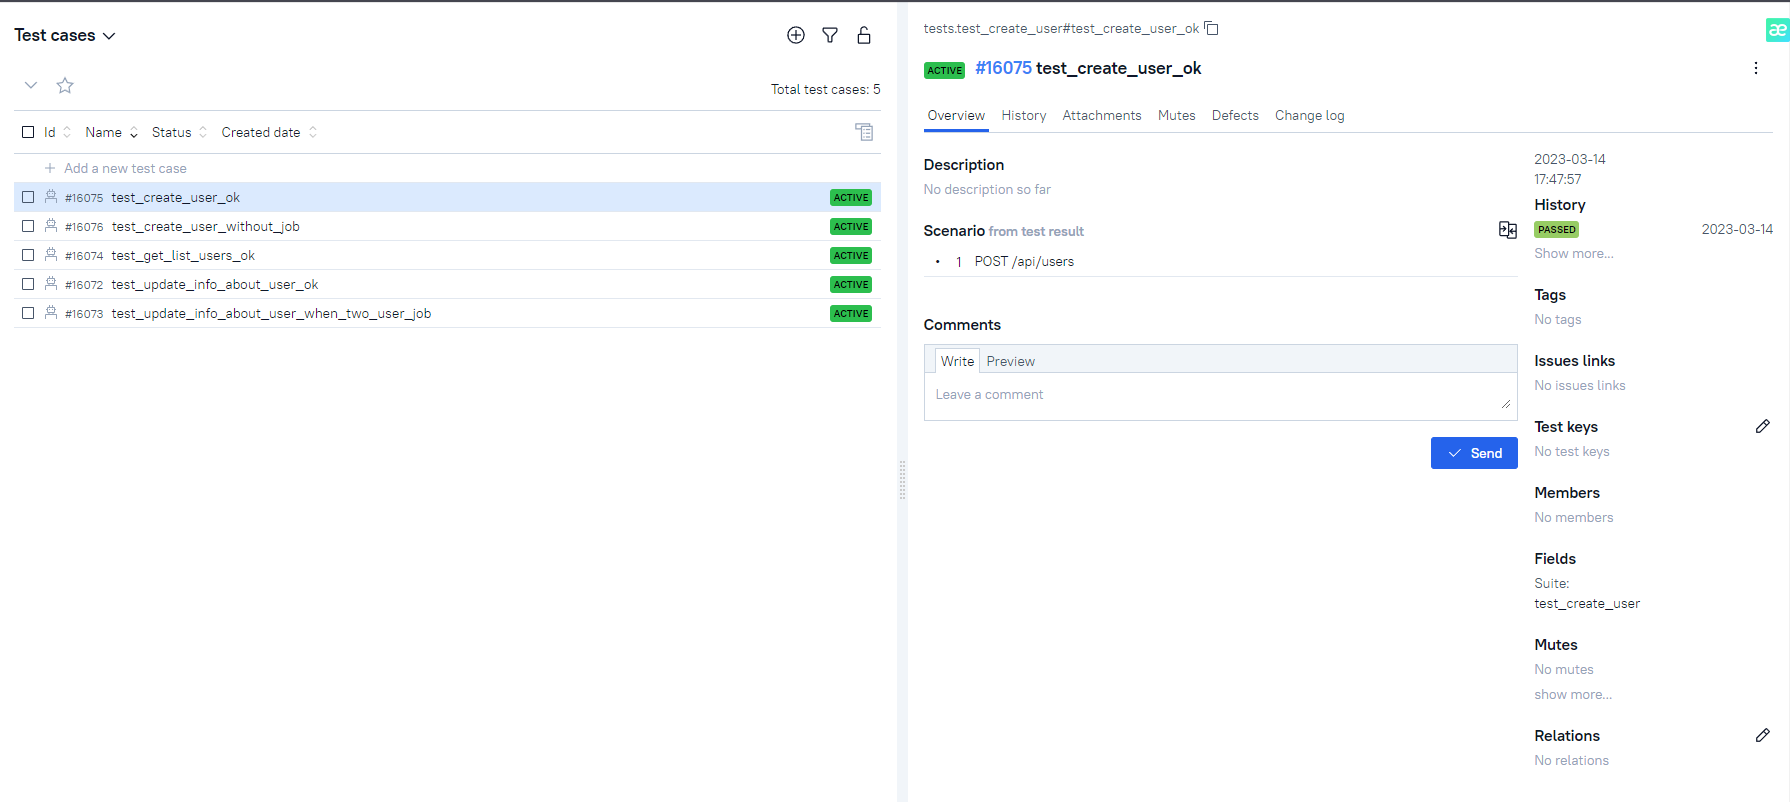 Test cases
Total test cases: 5
Id Name Status Created date
Add a new test case
#16075 test_create_user_ok ACTIVE
#16076 test_create_user_without_job ACTIVE
#16074 test_get_list_users_ok ACTIVE
#16072 test_update_info_about_user_ok ACTIVE
#16073 test_update_info_about_user_when_two_user_job ACTIVE
tests.test_create_user#test_create_user_ok
æ
ACTIVE #16075 test_create_user_ok
Overview History Attachments Mutes Defects Change log
Description
No description so far
Scenario from test result
• 1 POST /api/users
Comments
Write Preview
Leave a comment
Send
2023-03-14
17:47:57
History
PASSED 2023-03-14
Show more...
Tags
No tags
Issues links
No issues links
Test keys
No test keys
Members
No members
Fields
Suite:
test_create_user
Mutes
No mutes
show more...
Relations
No relations